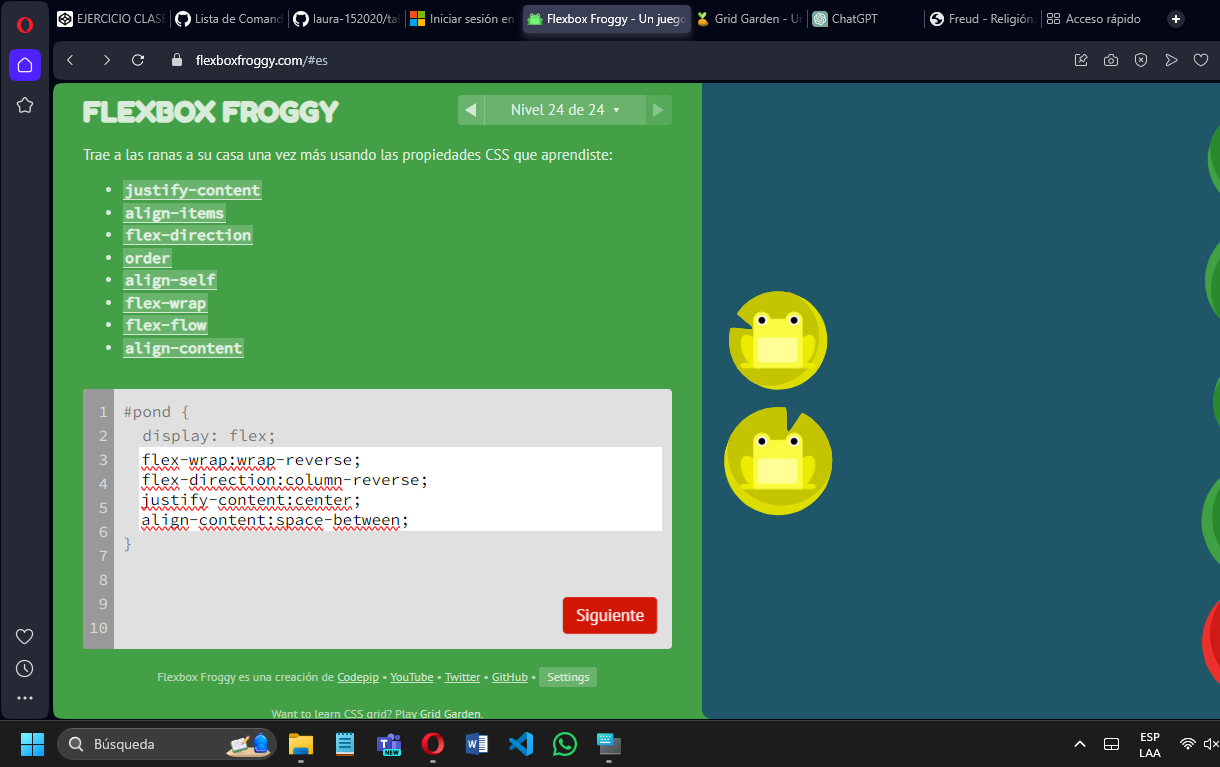 EJERCICIO CLAS
Lista de Comand
laura-152020/tal
Iniciar sesión en
Flexbox Froggy - Un juego
Grid Garden - Un
ChatGPT
Freud - Religión.
Acceso rápido
flexboxfroggy.com/#es
FLEXBOX FROGGY
Nivel 24 de 24
Trae a las ranas a su casa una vez más usando las propiedades CSS que aprendiste:
• justify-content
• align-items
• flex-direction
• order
• align-self
• flex-wrap
• flex-flow
• align-content
1 #pond {
2 display: flex;
3 flex-wrap:wrap-reverse;
4 flex-direction:column-reverse;
5 justify-content:center;
6 align-content:space-between;
7 }
8
9
10
Siguiente
Flexbox Froggy es una creación de Codepip • YouTube • Twitter • GitHub • Settings
Want to learn CSS grid? Play Grid Garden.
Búsqueda
NEW
ESP
LAA